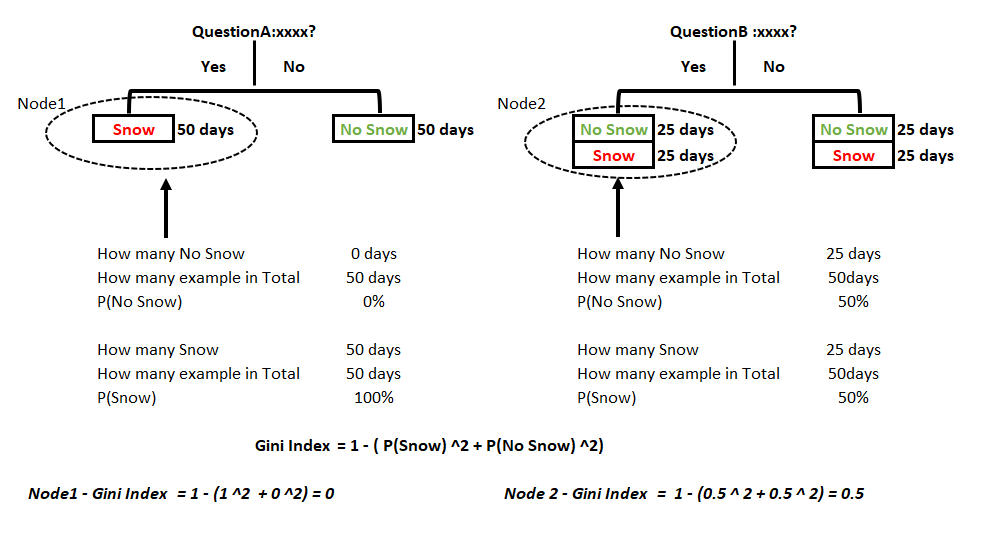 QuestionA:xxxx?
Yes No
Node1
Snow 50 days
No Snow 50 days
How many No Snow 0 days
How many example in Total 50 days
P(No Snow) 0%
How many Snow 50 days
How many example in Total 50 days
P(Snow) 100%
QuestionB :xxxx?
Yes No
Node2
No Snow 25 days
Snow 25 days
No Snow 25 days
Snow 25 days
How many No Snow 25 days
How many example in Total 50days
P(No Snow) 50%
How many Snow 25 days
How many example in Total 50days
P(Snow) 50%
Gini Index = 1 - ( P(Snow) ^2 + P(No Snow) ^2)
Node1 - Gini Index = 1 - (1 ^2 + 0 ^2) = 0
Node 2 - Gini Index = 1 - (0.5 ^ 2 + 0.5 ^ 2) = 0.5